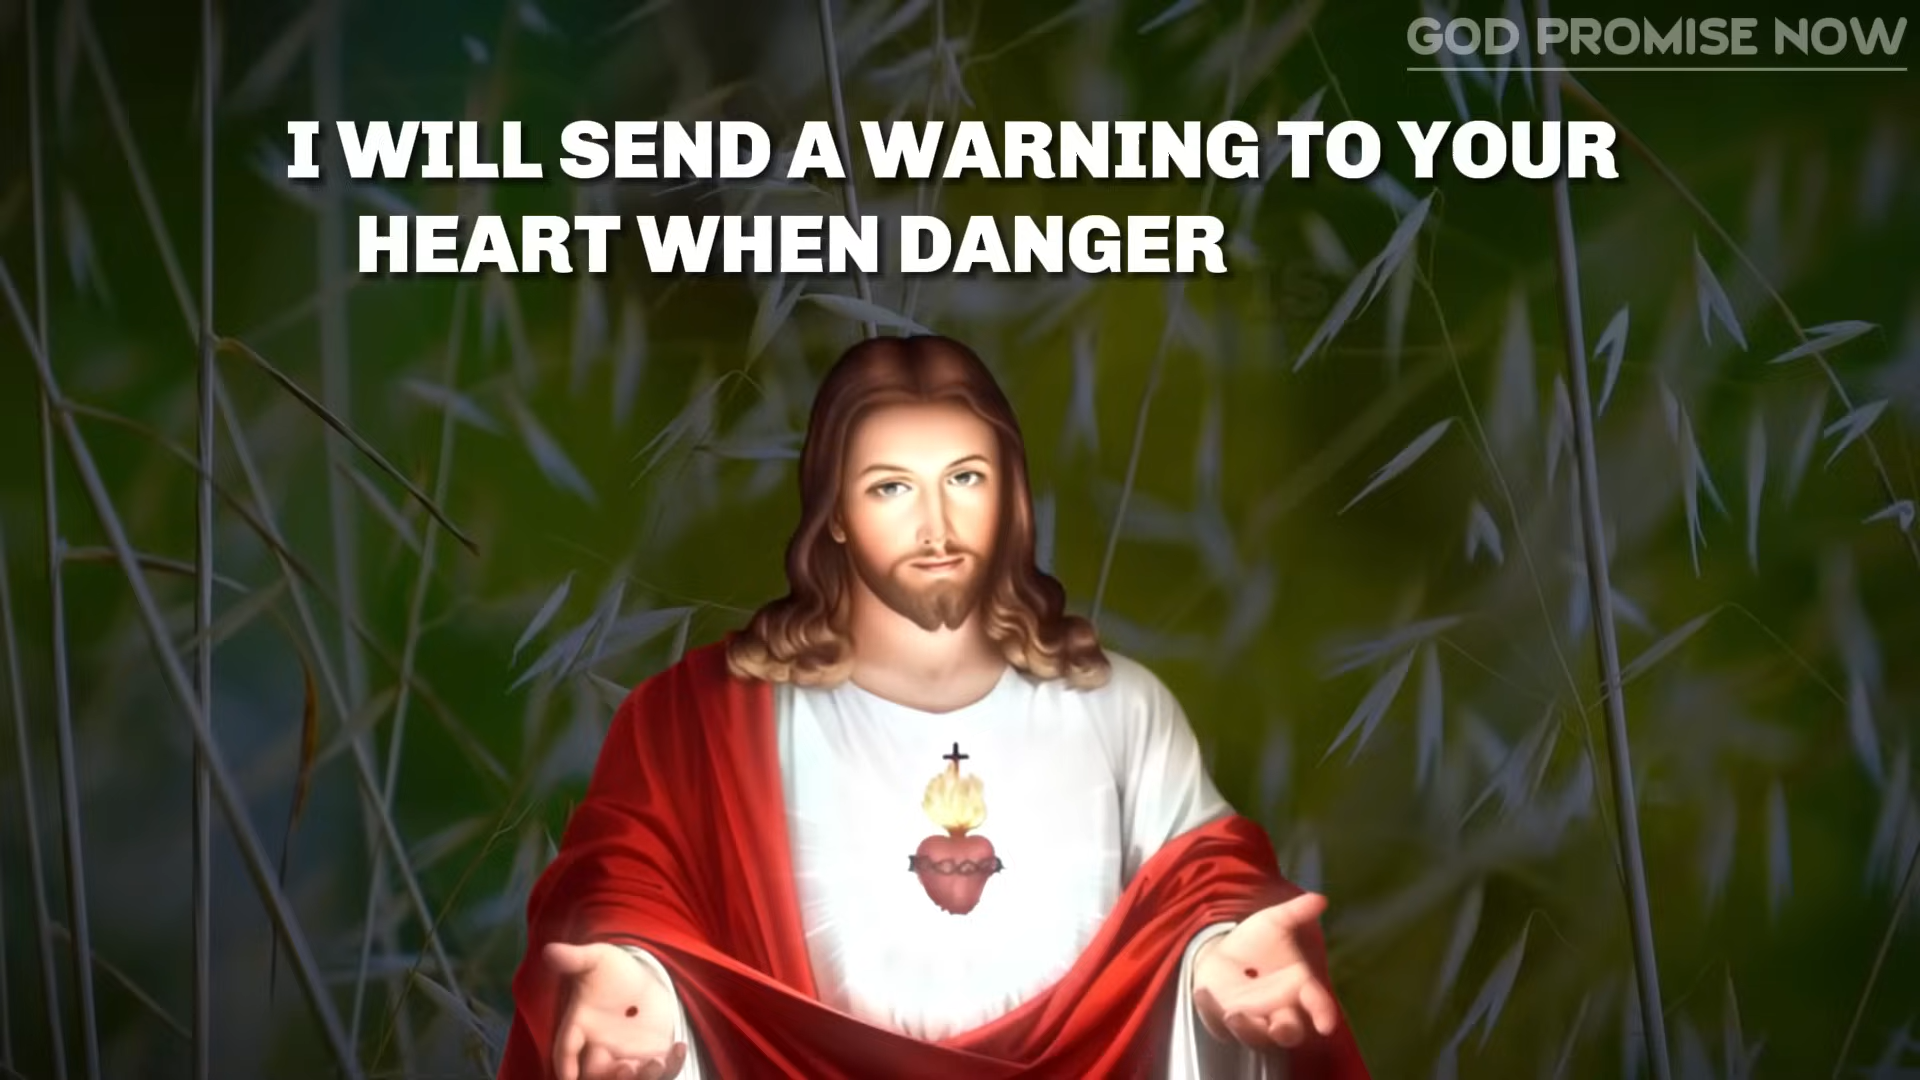 GOD PROMISE NOW
I WILL SEND A WARNING TO YOUR
HEART WHEN DANGER